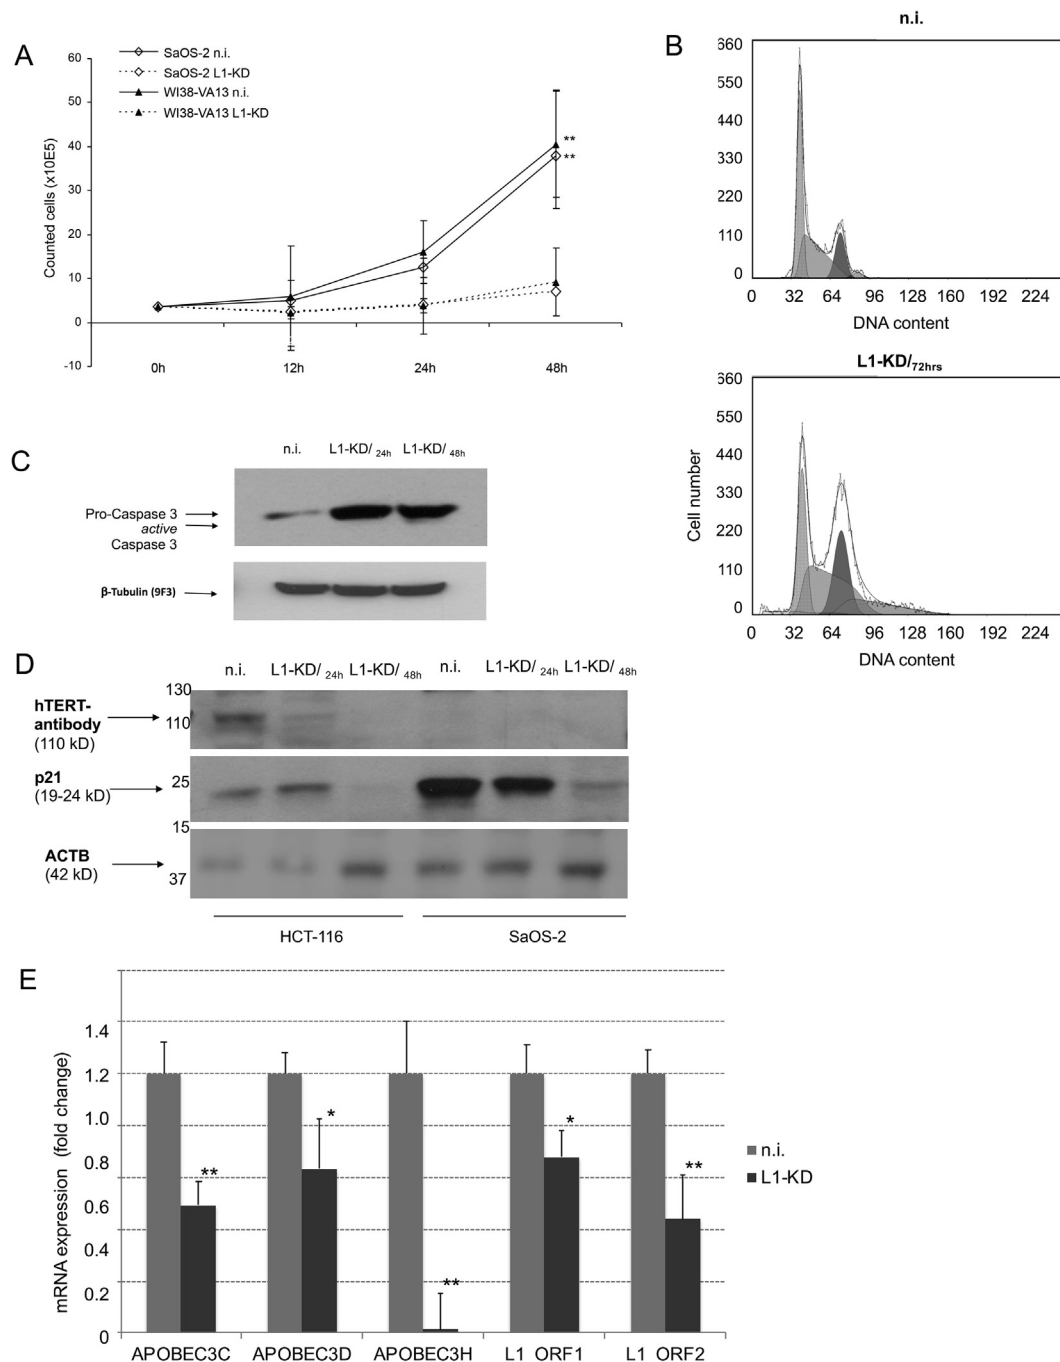 A
SaOS-2 n.i.
SaOS-2 L1-KD
WI38-VA13 n.i.
WI38-VA13 L1-KD
Counted cells (x10E5)
60
50
40
30
20
10
0
-10
0h
12h
24h
48h
**
**
B
n.i.
660
550
440
330
220
110
0
0 32 64 96 128 160 192 224
DNA content
L1-KD/72hrs
Cell number
660
550
440
330
220
110
0
0 32 64 96 128 160 192 224
DNA content
C
n.i. L1-KD/ 24h L1-KD/ 48h
Pro-Caspase 3
active
Caspase 3
β-Tubulin (9F3)
D
n.i. L1-KD/ 24h L1-KD/ 48h n.i. L1-KD/ 24h L1-KD/ 48h
130
hTERT-
antibody
(110 kD)
110
p21
(19-24 kD)
25
15
ACTB
(42 kD)
37
HCT-116
SaOS-2
E
mRNA expression (fold change)
1.4
1.2
1.0
0.8
0.6
0.4
0.2
0
**
*
**
*
**
n.i.
L1-KD
APOBEC3C APOBEC3D APOBEC3H L1 ORF1 L1 ORF2